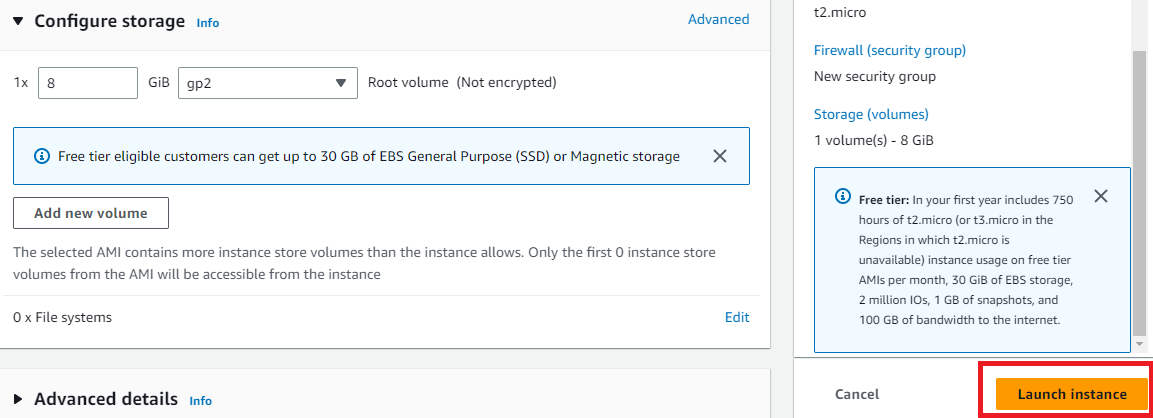 Configure storage Info
Advanced
1x 8 GiB gp2 Root volume (Not encrypted)
Free tier eligible customers can get up to 30 GB of EBS General Purpose (SSD) or Magnetic storage
Add new volume
The selected AMI contains more instance store volumes than the instance allows. Only the first 0 instance store
volumes from the AMI will be accessible from the instance
0 x File systems
Edit
Advanced details Info
t2.micro
Firewall (security group)
New security group
Storage (volumes)
1 volume(s) - 8 GiB
Free tier: In your first year includes 750
hours of t2.micro (or t3.micro in the
Regions in which t2.micro is
unavailable) instance usage on free tier
AMIs per month, 30 GiB of EBS storage,
2 million IOs, 1 GB of snapshots, and
100 GB of bandwidth to the internet.
Cancel
Launch instance